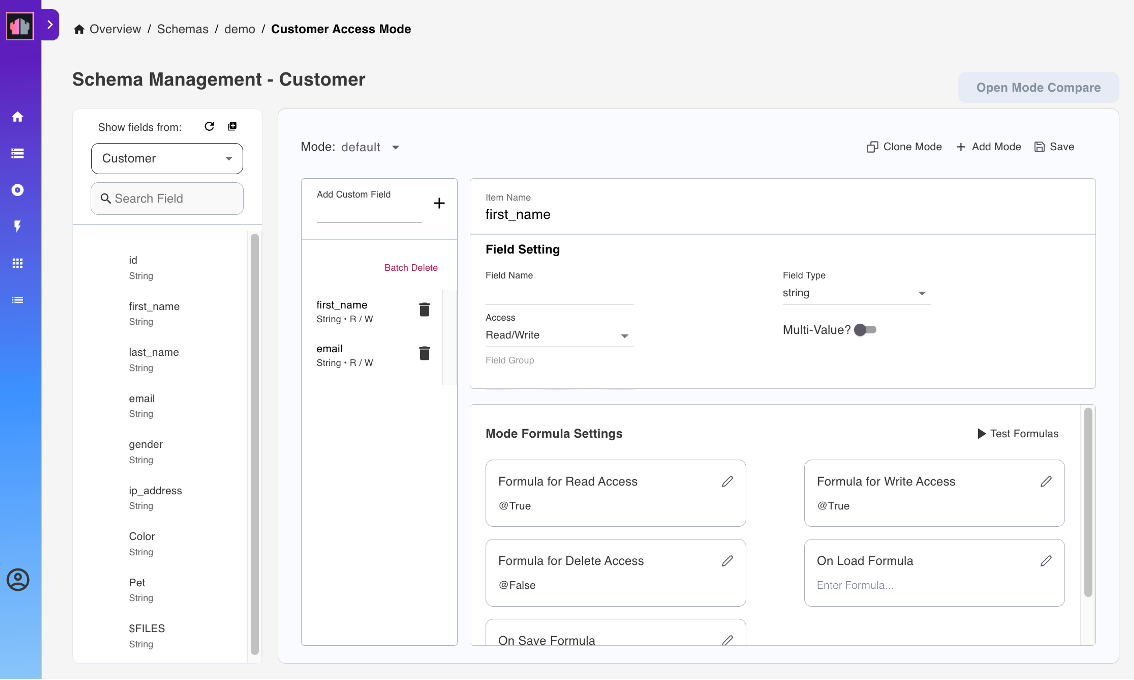 Overview / Schemas / demo / Customer Access Mode
Schema Management - Customer
Open Mode Compare
Show fields from:
Customer
Search Field
id
String
first_name
String
last_name
String
email
String
gender
String
ip_address
String
Color
String
Pet
String
$FILES
String
Mode: default
Clone Mode
Add Mode
Save
Add Custom Field
Batch Delete
first_name
String • R / W
email
String • R / W
Item Name
first_name
Field Setting
Field Name
Field Type
string
Access
Read/Write
Multi-Value?
Field Group
Mode Formula Settings
Test Formulas
Formula for Read Access
@True
Formula for Write Access
@True
Formula for Delete Access
@False
On Load Formula
Enter Formula...
On Save Formula